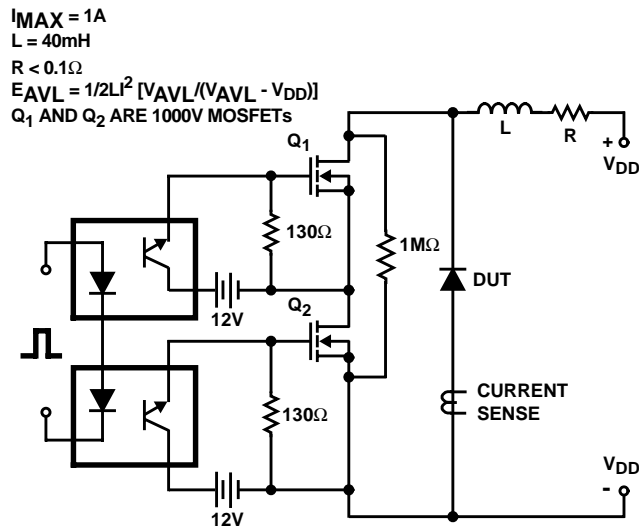 IMAX = 1A
L = 40mH
R < 0.1Ω
EAVL = 1/2LI² [VAVL/(VAVL - VDD)]
Q1 AND Q2 ARE 1000V MOSFETs
Q1
L
R
+
VDD
130Ω
1MΩ
DUT
12V
Q2
130Ω
CURRENT
SENSE
VDD
-
12V